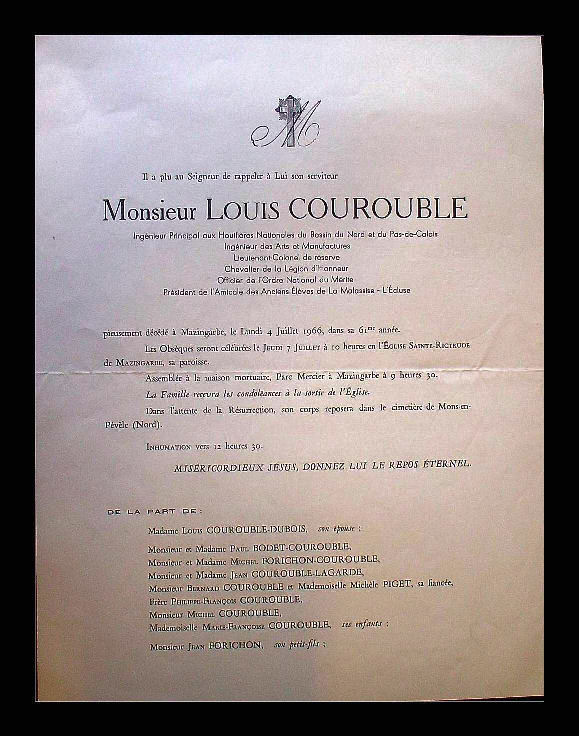 M
Il a plu au Seigneur de rappeler à Lui son serviteur
Monsieur LOUIS COUROUBLE
Ingénieur Principal aux Houillères Nationales du Bassin du Nord et du Pas-de-Calais
Ingénieur des Arts et Manufactures
Lieutenant-Colonel de réserve
Chevalier de la Légion d'Honneur
Officier de l'Ordre National du Mérite
Président de l'Amicale des Anciens Élèves de La Malassise - L'Écluse
pieusement décédé à Mazingarbe, le Lundi 4 Juillet 1966, dans sa 61me année.
Les Obsèques seront célébrées le JEUDI 7 JUILLET à 10 heures en l'ÉGLISE SAINTE-RICTRUDE
de MAZINGARBE, sa paroisse.
Assemblée à la maison mortuaire, Parc Mercier à Mazingarbe à 9 heures 30.
La Famille recevra les condoléances à la sortie de l'Église.
Dans l'attente de la Résurrection, son corps reposera dans le cimetière de Mons-en-
Pévèle (Nord).
INHUMATION vers 12 heures 30.
MISÉRICORDIEUX JÉSUS, DONNEZ LUI LE REPOS ÉTERNEL.
DE LA PART DE :
Madame LOUIS COUROUBLE-DUBOIS, son épouse ;
Monsieur et Madame PAUL BODET-COUROUBLE,
Monsieur et Madame MICHEL FORICHON-COUROUBLE,
Monsieur et Madame JEAN COUROUBLE-LAGARDE,
Monsieur BERNARD COUROUBLE et Mademoiselle Michèle PIGET, sa fiancée,
Frère PHILIPPE-FRANÇOIS COUROUBLE,
Monsieur MICHEL COUROUBLE,
Mademoiselle MARIE-FRANÇOISE COUROUBLE, ses enfants ;
Monsieur JEAN FORICHON, son petit-fils ;